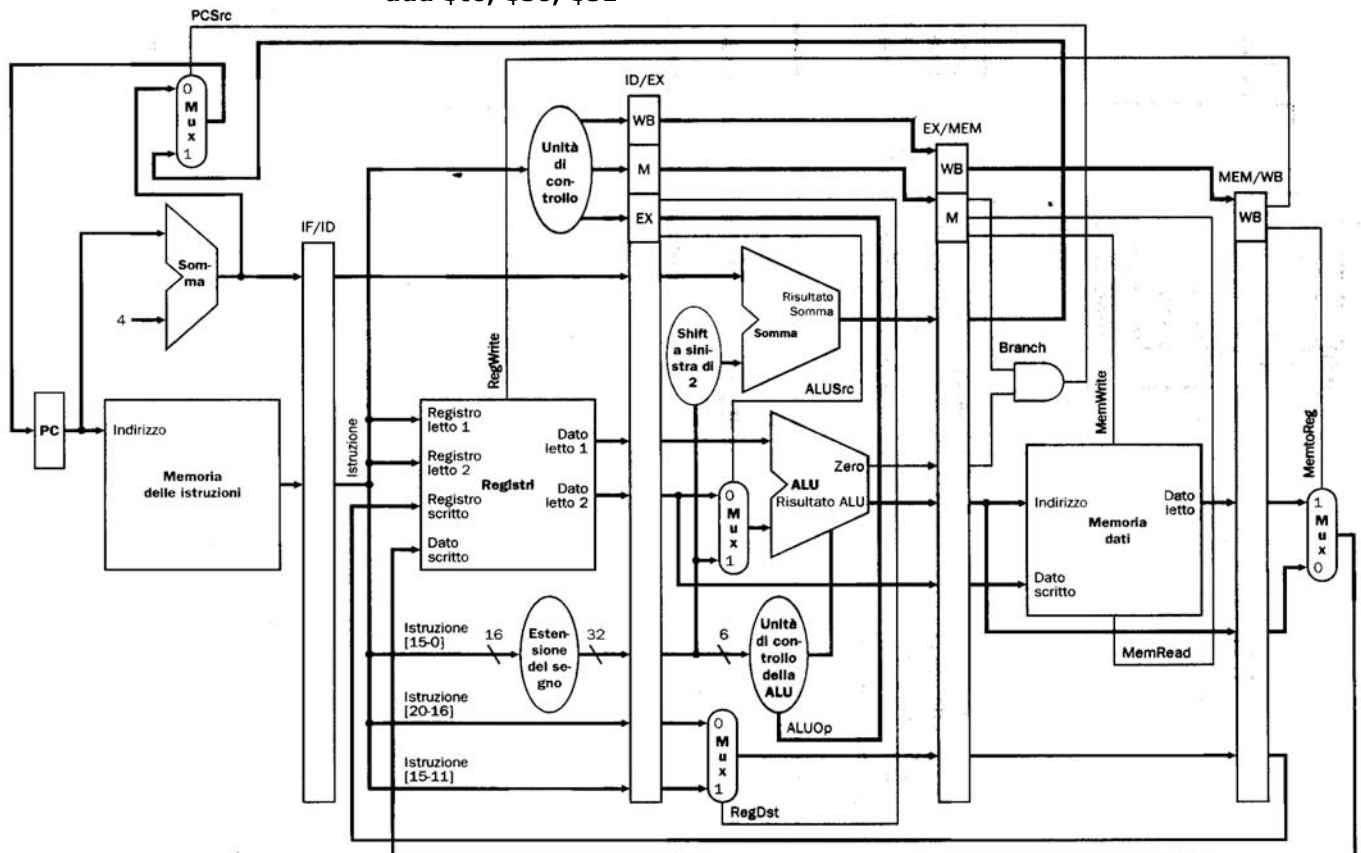 PCSrc
0
M
u
x
1
ID/EX
WB
M
EX
Unità
di
con-
trollo
EX/MEM
WB
M
MEM/WB
WB
IF/ID
Som-
ma
4
RegWrite
Shift
a sini-
stra di
2
Risultato
Somma
Somma
ALUSrc
Branch
MemWrite
MemtoReg
PC
Indirizzo
Memoria
delle istruzioni
Istruzione
Registro
letto 1
Registro
letto 2
Registro
scritto
Dato
scritto
Registri
Dato
letto 1
Dato
letto 2
0
M
u
x
1
Zero
ALU
Risultato ALU
Indirizzo
Dato
letto
Memoria
dati
Dato
scritto
1
M
u
x
0
Istruzione
[15-0]
16
Esten-
sione
del se-
gno
32
6
Unità
di con-
trollo
della
ALU
MemRead
Istruzione
[20-16]
ALUOp
0
M
u
x
1
Istruzione
[15-11]
RegDst